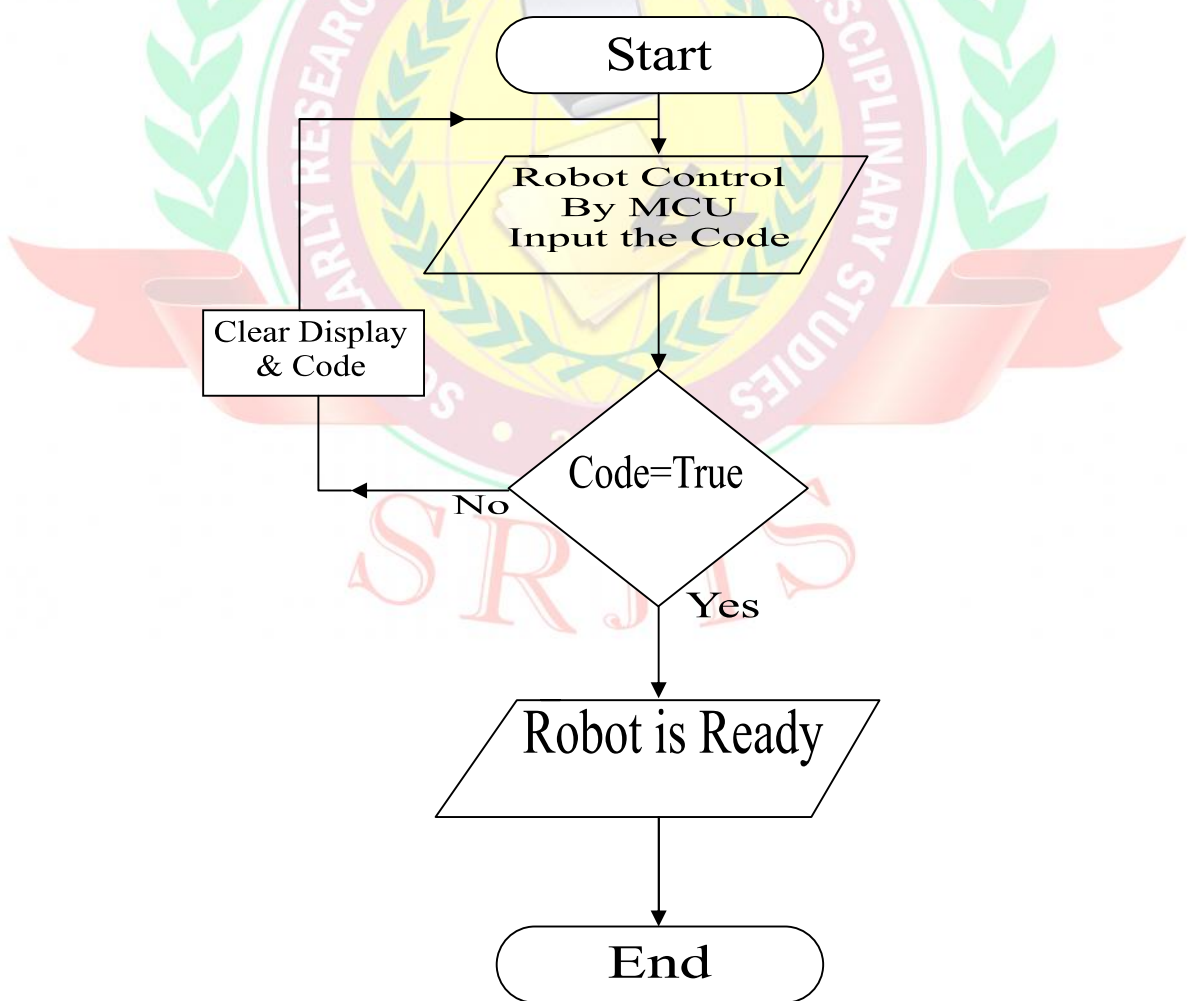 Start
Robot Control
By MCU
Input the Code
Clear Display
& Code
Code=True
No
Yes
Robot is Ready
End
SRJIS